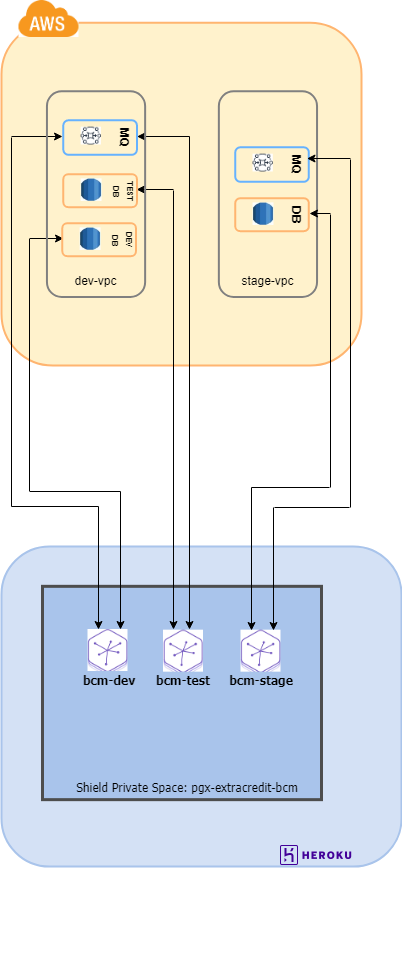 AWS
MQ
TEST
DB
DEV
DB
dev-vpc
MQ
DB
stage-vpc
bcm-dev
bcm-test
bcm-stage
Shield Private Space: pgx-extracredit-bcm
HEROKU